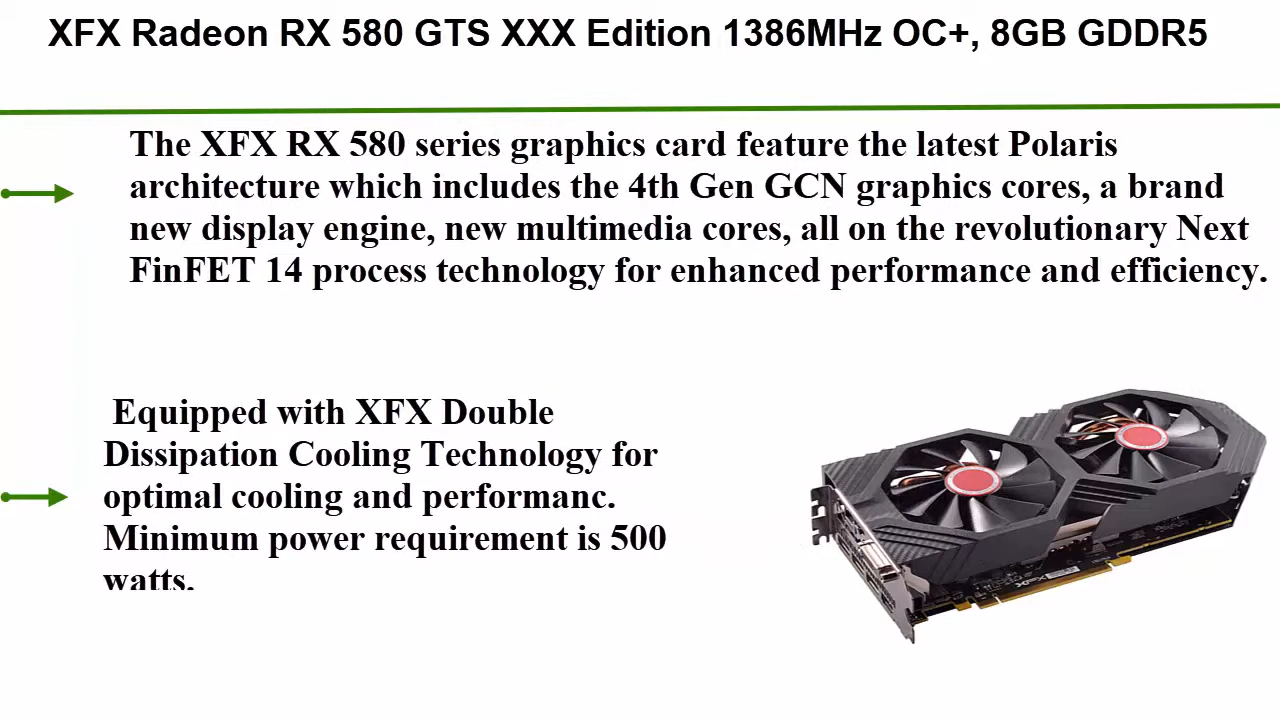 XFX Radeon RX 580 GTS XXX Edition 1386MHz OC+, 8GB GDDR5
The XFX RX 580 series graphics card feature the latest Polaris
architecture which includes the 4th Gen GCN graphics cores, a brand
new display engine, new multimedia cores, all on the revolutionary Next
FinFET 14 process technology for enhanced performance and efficiency.
Equipped with XFX Double
Dissipation Cooling Technology for
optimal cooling and performanc.
Minimum power requirement is 500
watts.